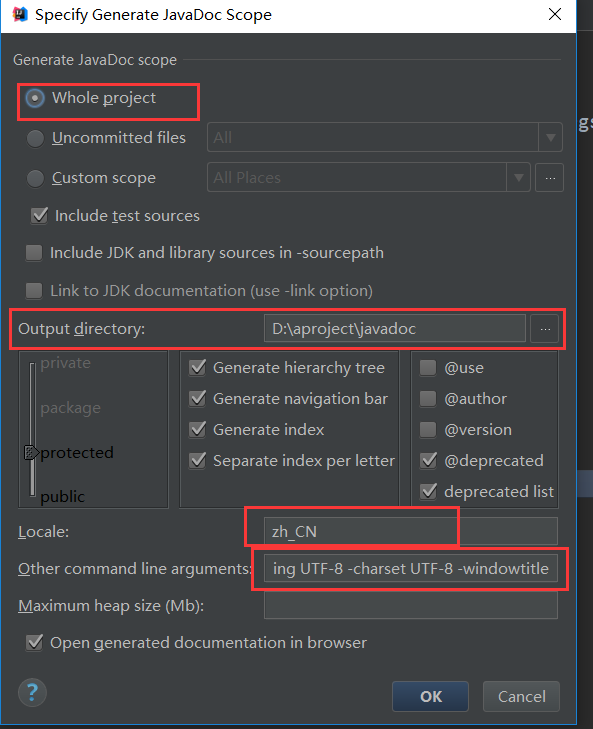 Specify Generate JavaDoc Scope
Generate JavaDoc scope
Whole project
Uncommitted files All
Custom scope All Places ...
Include test sources
Include JDK and library sources in -sourcepath
Link to JDK documentation (use -link option)
Output directory: D:\aproject\javadoc ...
private
package
protected
public
Generate hierarchy tree
Generate navigation bar
Generate index
Separate index per letter
@use
@author
@version
@deprecated
deprecated list
Locale: zh_CN
Other command line arguments: ing UTF-8 -charset UTF-8 -windowtitle
Maximum heap size (Mb):
Open generated documentation in browser
? OK Cancel